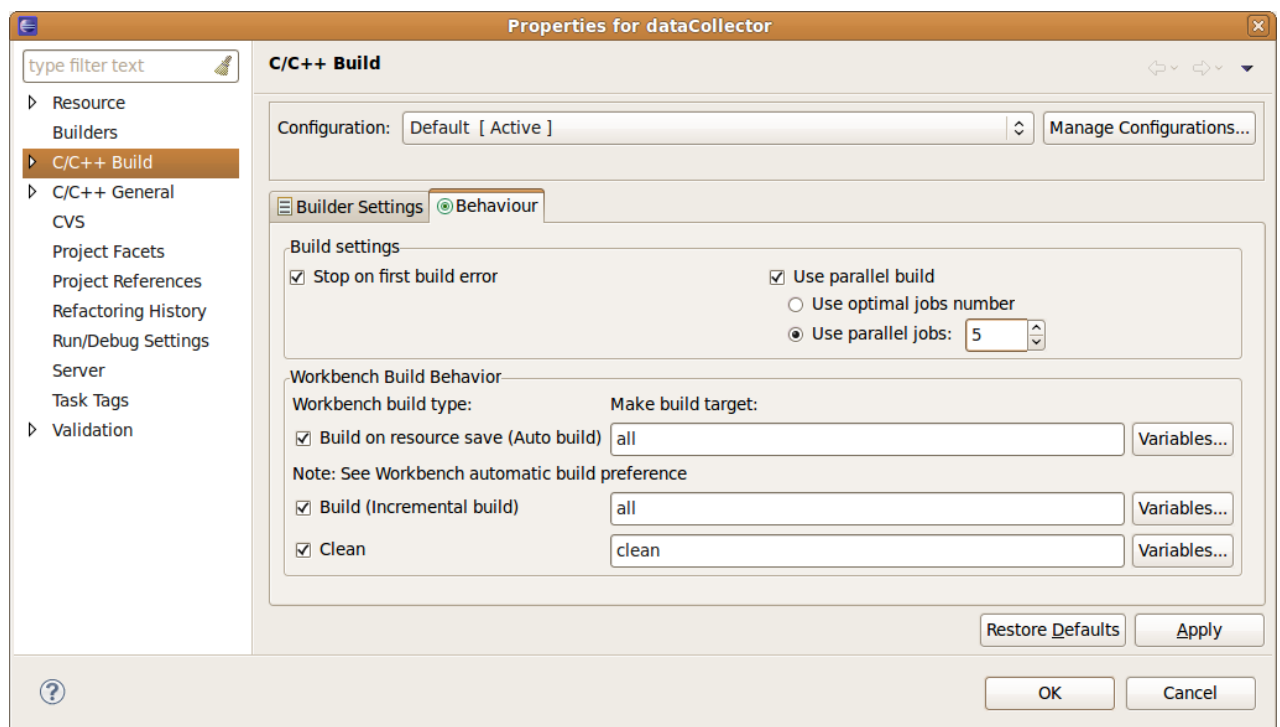 Properties for dataCollector
type filter text
Resource
Builders
C/C++ Build
C/C++ General
CVS
Project Facets
Project References
Refactoring History
Run/Debug Settings
Server
Task Tags
Validation
C/C++ Build
Configuration: Default [ Active ] Manage Configurations...
Builder Settings Behaviour
Build settings
Stop on first build error Use parallel build
Use optimal jobs number
Use parallel jobs: 5
Workbench Build Behavior
Workbench build type: Make build target:
Build on resource save (Auto build) all Variables...
Note: See Workbench automatic build preference
Build (Incremental build) all Variables...
Clean clean Variables...
Restore Defaults Apply
OK Cancel